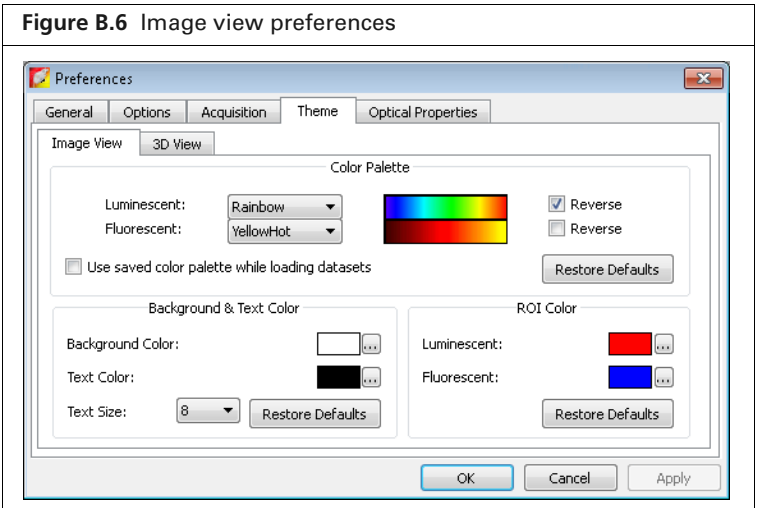 Figure B.6 Image view preferences
Preferences
General Options Acquisition Theme Optical Properties
Image View 3D View
Color Palette
Luminescent: Rainbow Reverse
Fluorescent: YellowHot Reverse
Use saved color palette while loading datasets Restore Defaults
Background & Text Color ROI Color
Background Color: ... Luminescent: ...
Text Color: ... Fluorescent: ...
Text Size: 8 Restore Defaults Restore Defaults
OK Cancel Apply